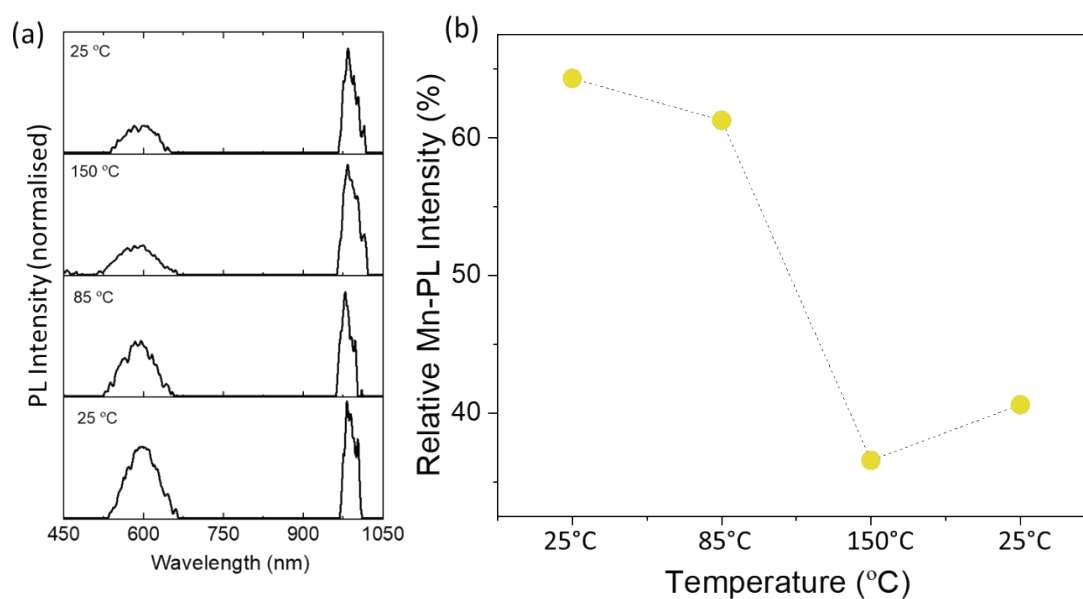 (a)
25 °C
150 °C
85 °C
25 °C
PL Intensity (normalised)
450 600 750 900 1050
Wavelength (nm)
(b)
Relative Mn-PL Intensity (%)
60
50
40
25°C 85°C 150°C 25°C
Temperature (°C)